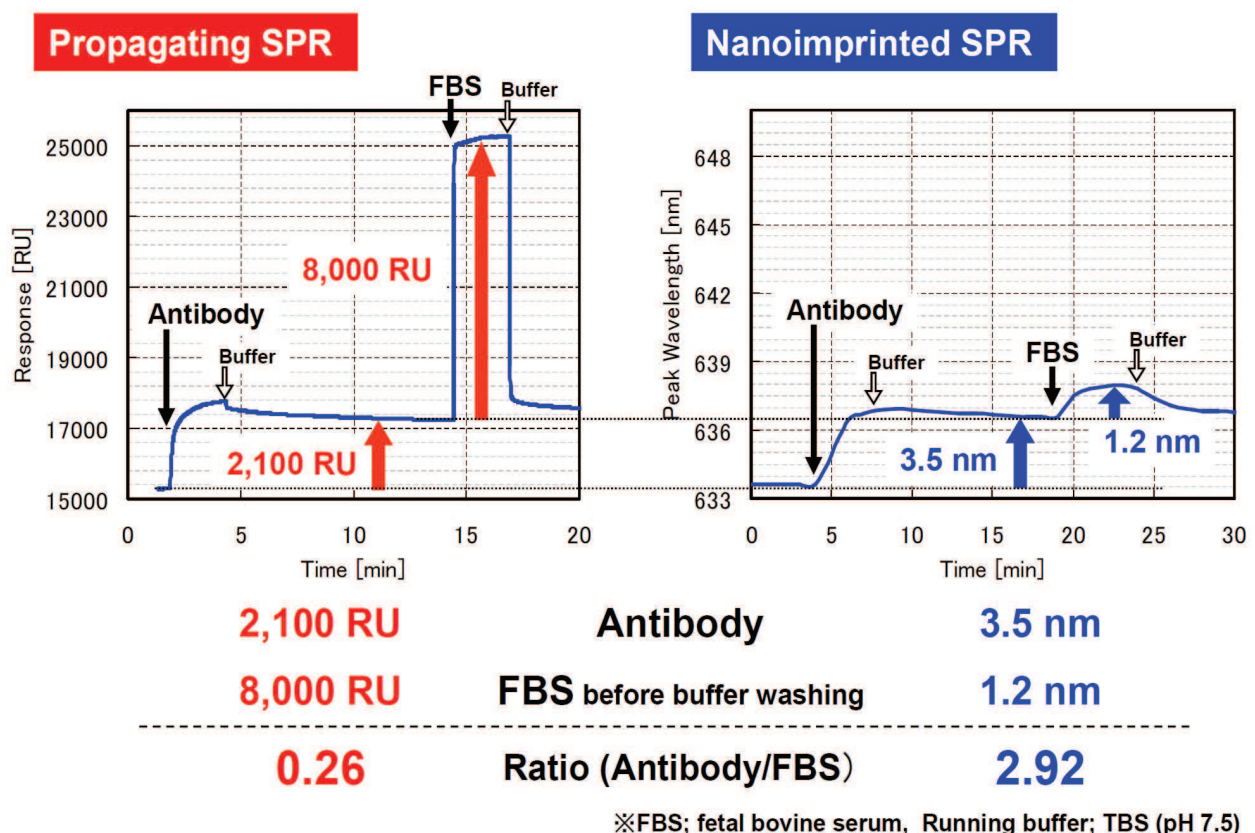 Propagating SPR
Nanoimprinted SPR
FBS
Buffer
25000
23000
21000
19000
17000
15000
Response [RU]
8,000 RU
Antibody
Buffer
2,100 RU
0 5 10 15 20
Time [min]
648
645
642
639
636
633
Peak Wavelength [nm]
Antibody
Buffer
FBS
Buffer
3.5 nm
1.2 nm
0 5 10 15 20 25 30
Time [min]
2,100 RU Antibody 3.5 nm
8,000 RU FBS before buffer washing 1.2 nm
0.26 Ratio (Antibody/FBS) 2.92
※FBS; fetal bovine serum, Running buffer; TBS (pH 7.5)